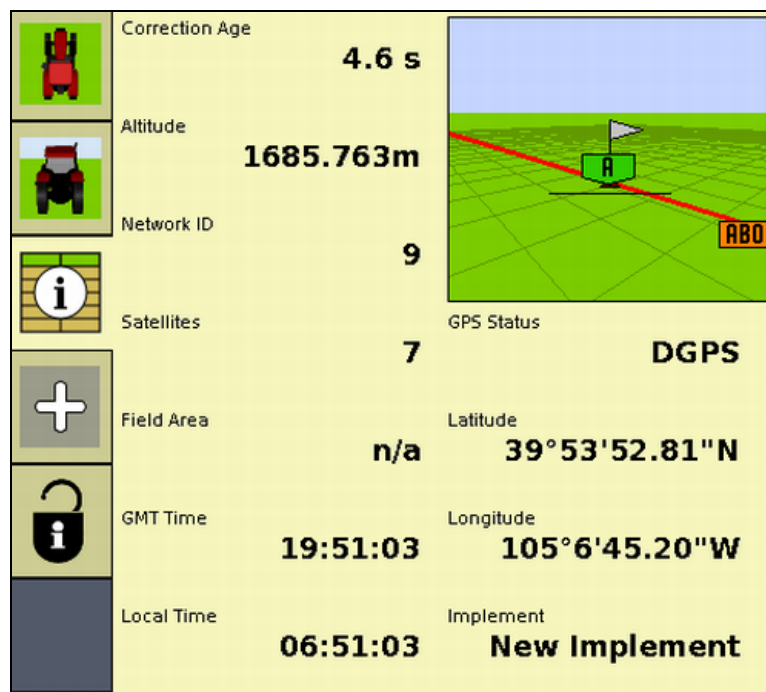 Correction Age
4.6 s
Altitude
1685.763m
Network ID
9
Satellites
7
Field Area
n/a
GMT Time
19:51:03
Local Time
06:51:03
A
ABO
GPS Status
DGPS
Latitude
39°53'52.81"N
Longitude
105°6'45.20"W
Implement
New Implement
i
i